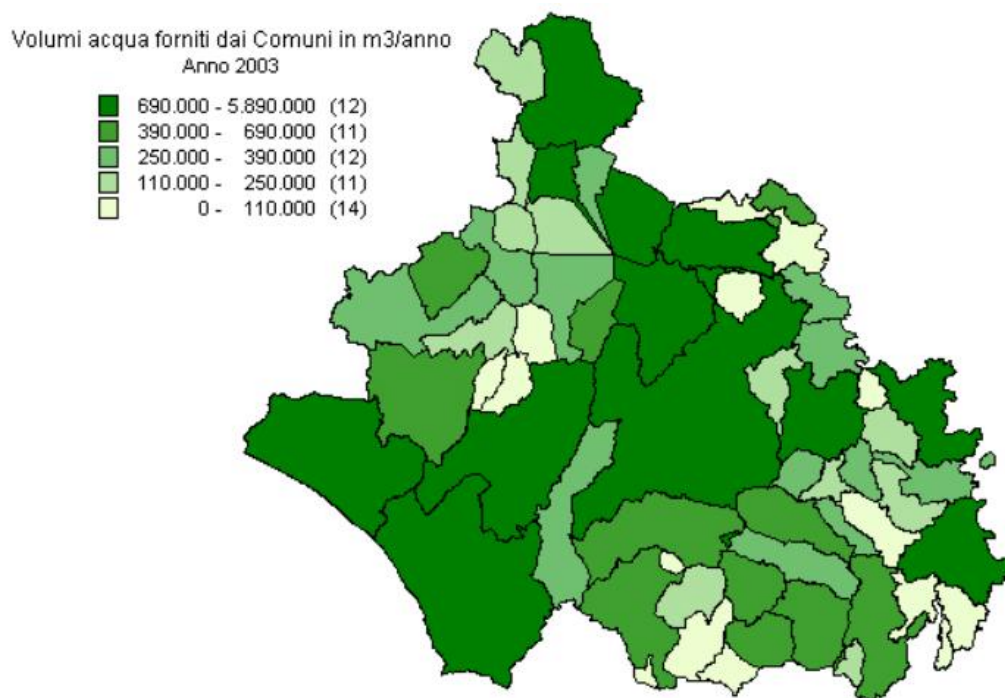 Volumi acqua forniti dai Comuni in m3/anno
Anno 2003
690.000 - 5.890.000 (12)
390.000 - 690.000 (11)
250.000 - 390.000 (12)
110.000 - 250.000 (11)
0 - 110.000 (14)